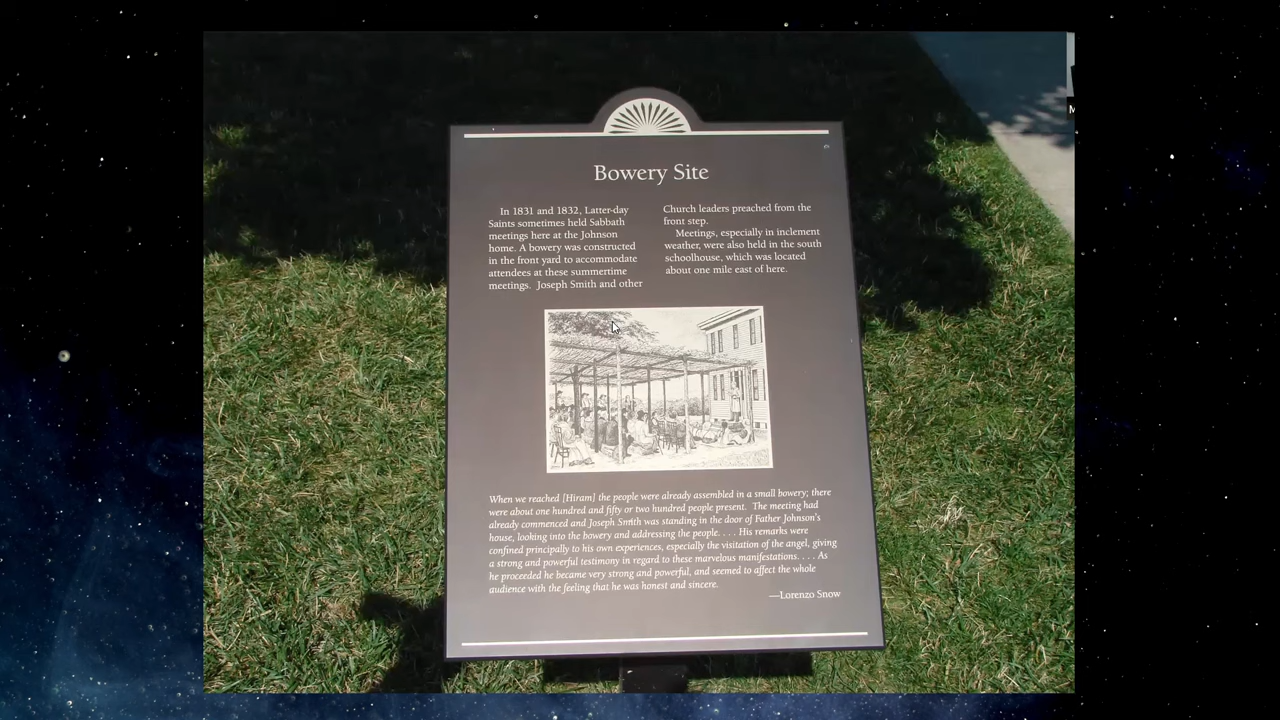 Bowery Site
In 1831 and 1832, Latter-day
Saints sometimes held Sabbath
meetings here at the Johnson
home. A bowery was constructed
in the front yard to accommodate
attendees at these summertime
meetings. Joseph Smith and other
Church leaders preached from the
front step.
Meetings, especially in inclement
weather, were also held in the south
schoolhouse, which was located
about one mile east of here.
When we reached [Hiram] the people were already assembled in a small bowery; there
were about one hundred and fifty or two hundred people present. The meeting had
already commenced and Joseph Smith was standing in the door of Father Johnson's
house, looking into the bowery and addressing the people. . . . His remarks were
confined principally to his own experiences, especially the visitation of the angel, giving
a strong and powerful testimony in regard to these marvelous manifestations. . . . As
he proceeded he became very strong and powerful, and seemed to affect the whole
audience with the feeling that he was honest and sincere.
—Lorenzo Snow